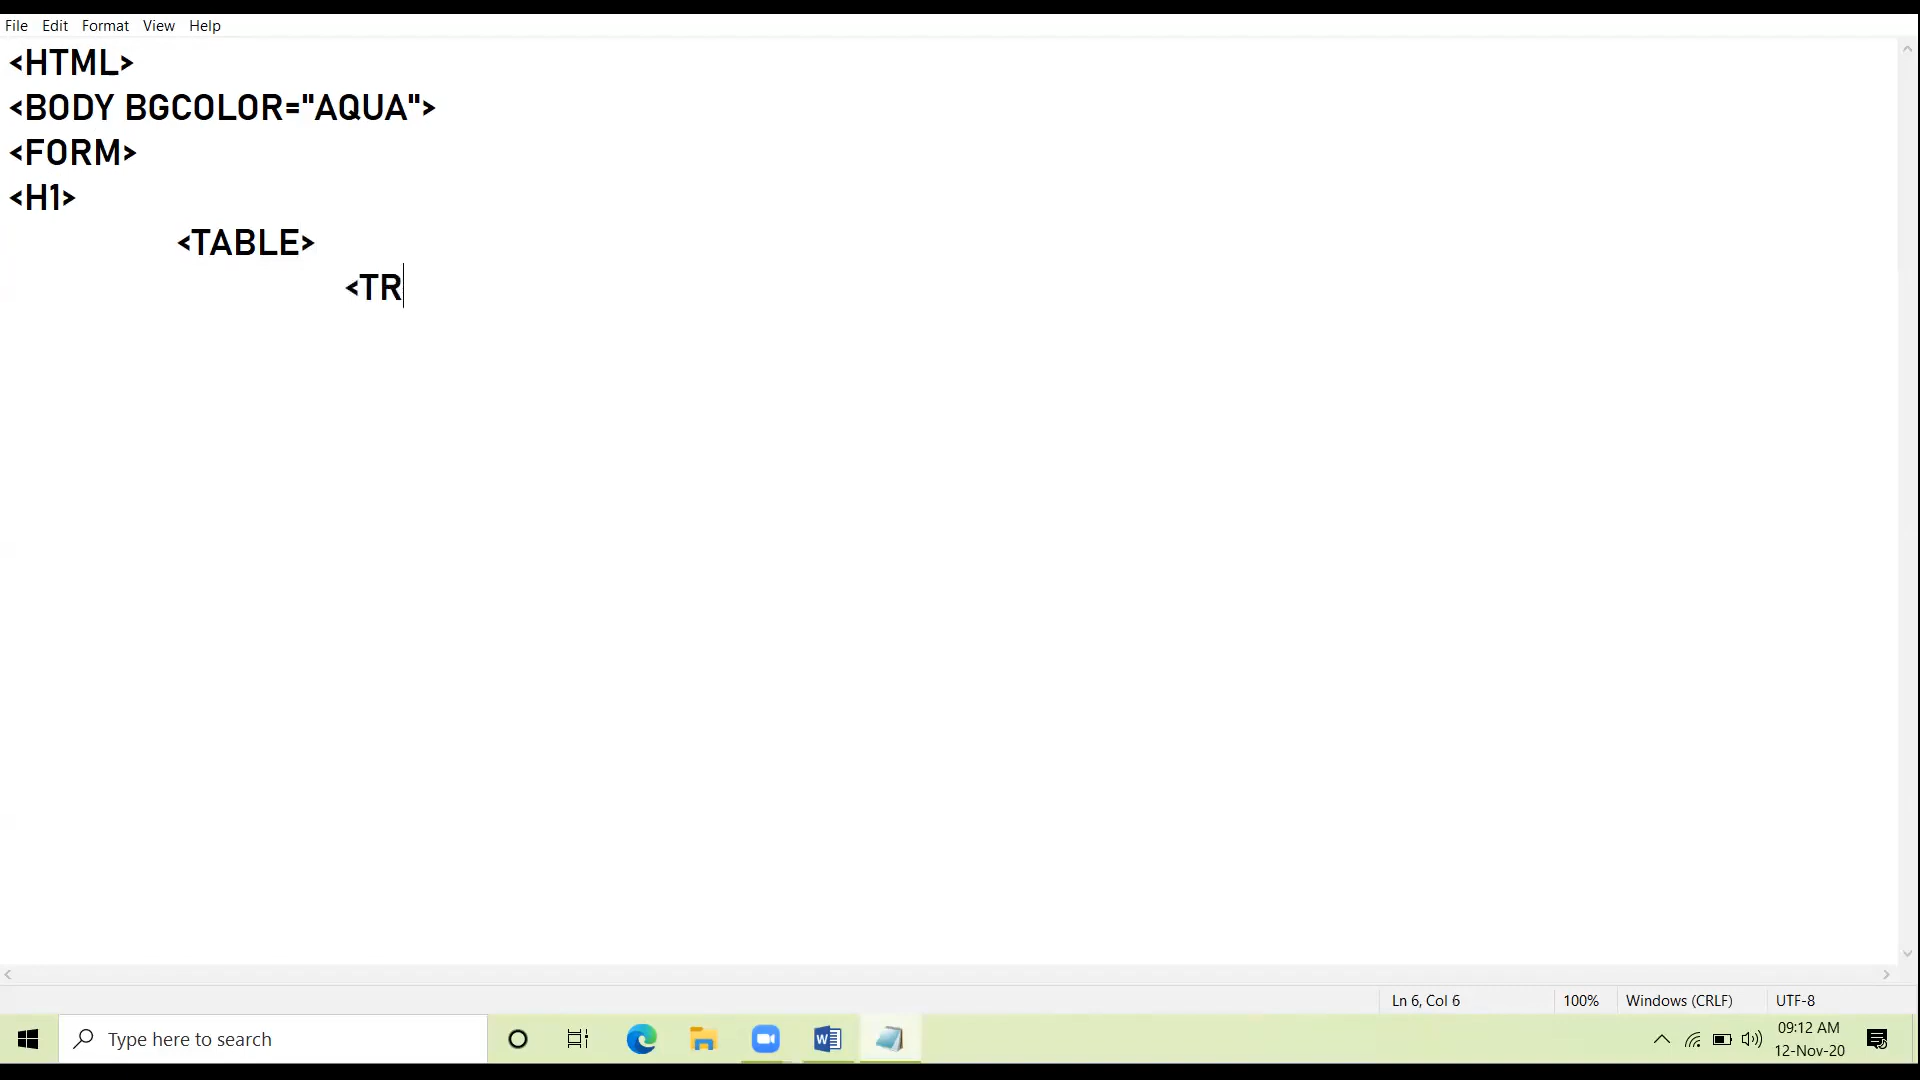 File Edit Format View Help
<HTML>
<BODY BGCOLOR="AQUA">
<FORM>
<H1>
<TABLE>
<TR
Ln 6, Col 6 100% Windows (CRLF) UTF-8
Type here to search
09:12 AM
12-Nov-20